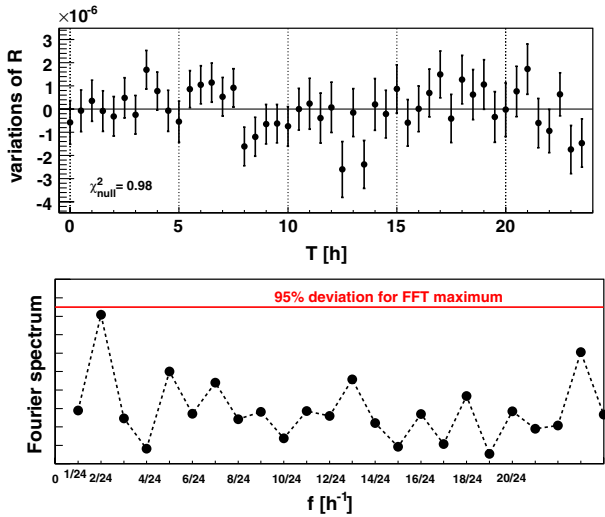 ×10⁻⁶
variations of R
3
2
1
0
-1
-2
-3
-4
χ²null = 0.98
0 5 10 15 20
T [h]
95% deviation for FFT maximum
Fourier spectrum
0 1/24 2/24 4/24 6/24 8/24 10/24 12/24 14/24 16/24 18/24 20/24
f [h⁻¹]